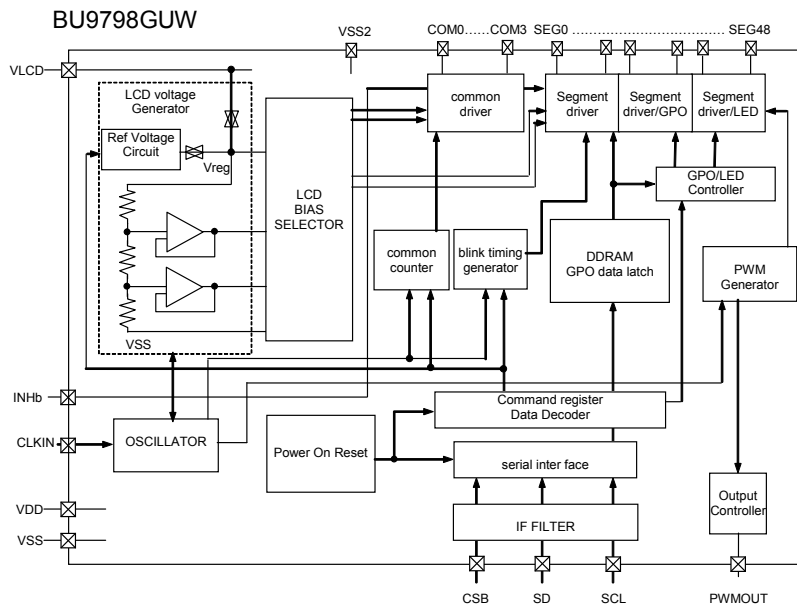 BU9798GUW
VSS2
COM0...... COM3
SEG0 ............................................ SEG48
VLCD
LCD voltage
Generator
Ref Voltage
Circuit
Vreg
VSS
LCD
BIAS
SELECTOR
common
driver
Segment
driver
Segment
driver/GPO
Segment
driver/LED
GPO/LED
Controller
common
counter
blink timing
generator
DDRAM
GPO data latch
PWM
Generator
INHb
Command register
Data Decoder
CLKIN
OSCILLATOR
Power On Reset
serial inter face
VDD
VSS
IF FILTER
Output
Controller
CSB
SD
SCL
PWMOUT